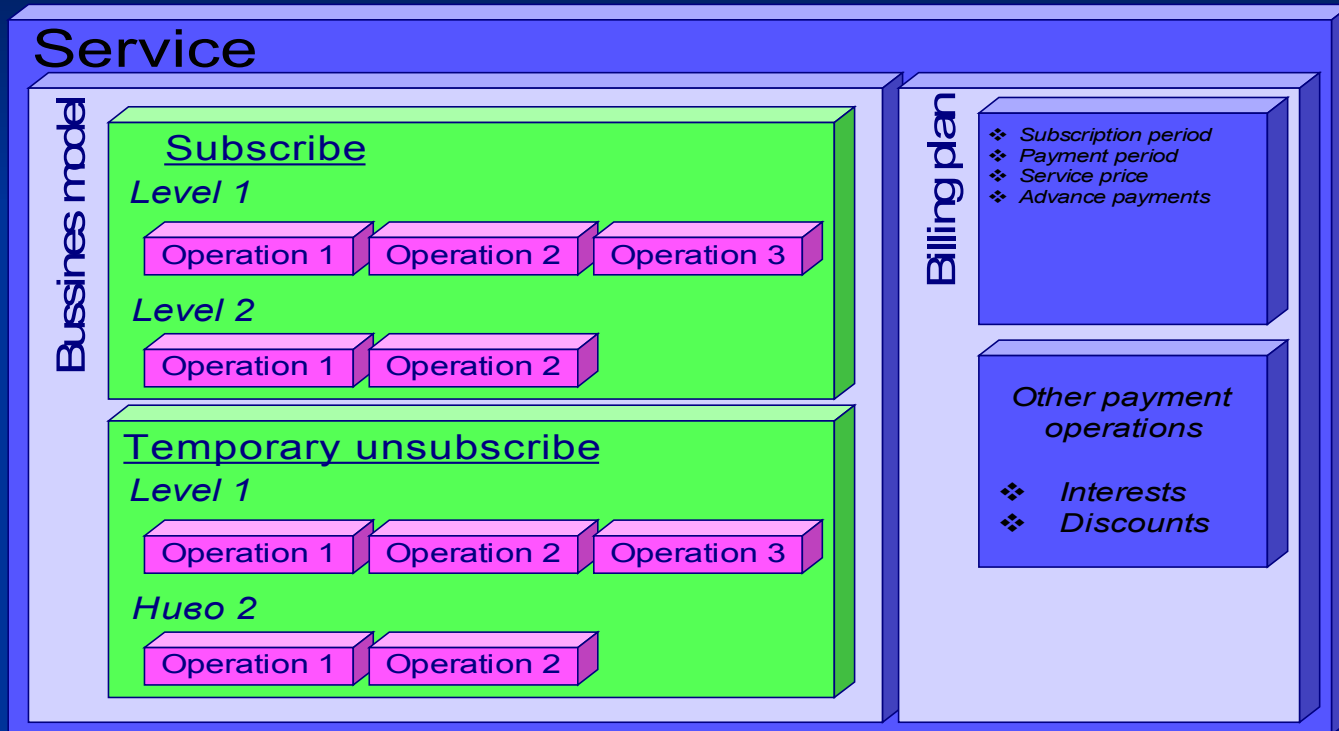 Service
Bussines model
Subscribe
Level 1
Operation 1 Operation 2 Operation 3
Level 2
Operation 1 Operation 2
Temporary unsubscribe
Level 1
Operation 1 Operation 2 Operation 3
Ниво 2
Operation 1 Operation 2
Billing plan
❖ Subscription period
❖ Payment period
❖ Service price
❖ Advance payments
Other payment
operations
❖ Interests
❖ Discounts